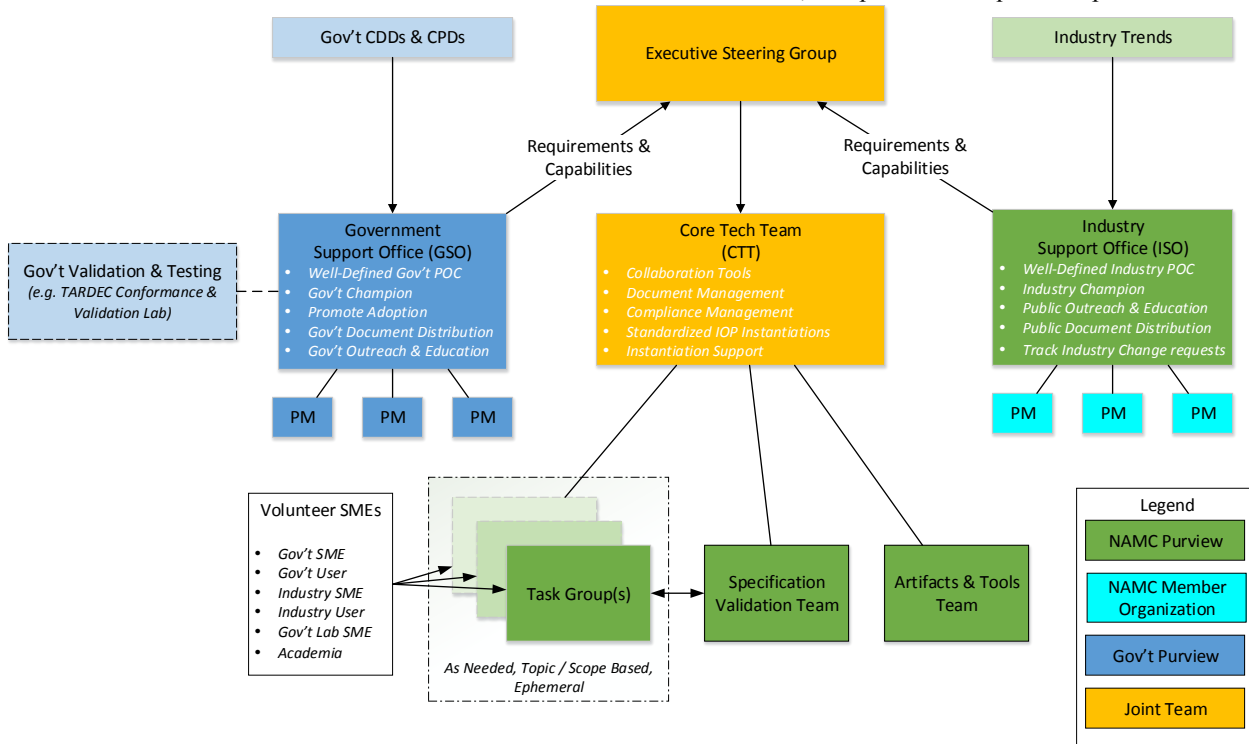 Gov't CDDs & CPDs
Executive Steering Group
Industry Trends
Requirements &
Capabilities
Requirements &
Capabilities
Gov't Validation & Testing
(e.g. TARDEC Conformance &
Validation Lab)
Government
Support Office (GSO)
• Well-Defined Gov't POC
• Gov't Champion
• Promote Adoption
• Gov't Document Distribution
• Gov't Outreach & Education
Core Tech Team
(CTT)
• Collaboration Tools
• Document Management
• Compliance Management
• Standardized IOP Instantiations
• Instantiation Support
Industry
Support Office (ISO)
• Well-Defined Industry POC
• Industry Champion
• Public Outreach & Education
• Public Document Distribution
• Track Industry Change requests
PM
PM
PM
PM
PM
PM
Volunteer SMEs
• Gov't SME
• Gov't User
• Industry SME
• Industry User
• Gov't Lab SME
• Academia
Task Group(s)
As Needed, Topic / Scope Based,
Ephemeral
Specification
Validation Team
Artifacts & Tools
Team
Legend
NAMC Purview
NAMC Member
Organization
Gov't Purview
Joint Team